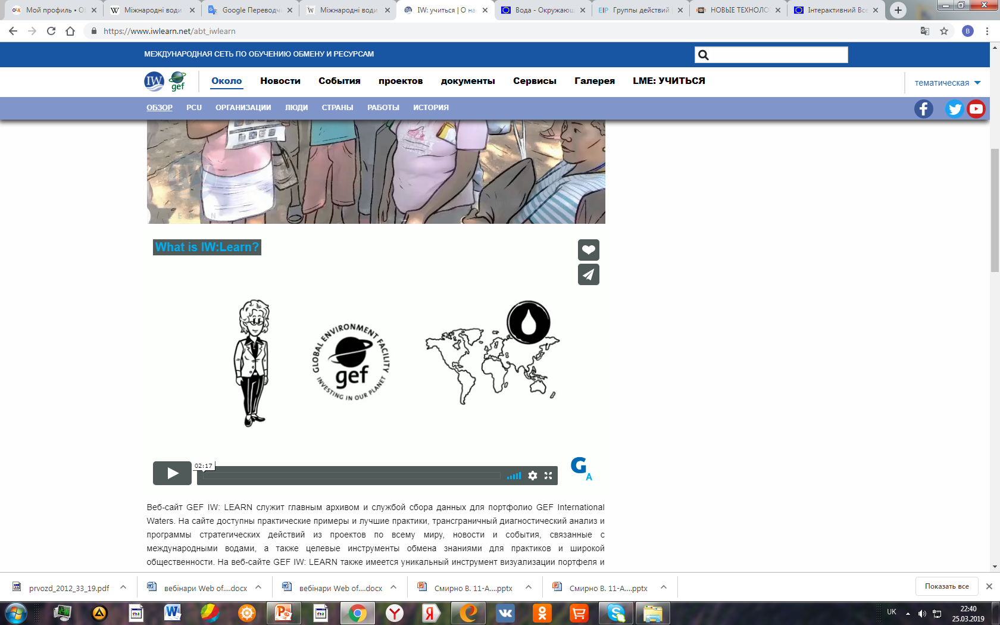 Мой профиль • Ol
Міжнародні води
Google Переводч
Міжнародні води
IW: учиться | О на
Вода - Окружающ
EIP Группы действий
НОВЫЕ ТЕХНОЛО
Інтерактивний Все
https://www.iwlearn.net/abt_iwlearn
B
МЕЖДУНАРОДНАЯ СЕТЬ ПО ОБУЧЕНИЮ ОБМЕНУ И РЕСУРСАМ
IW gef Около Новости События проектов документы Сервисы Галерея LME: УЧИТЬСЯ тематическая
ОБЗОР PCU ОРГАНИЗАЦИИ ЛЮДИ СТРАНЫ РАБОТЫ ИСТОРИЯ
IW
LEARN
What is IW:Learn?
GLOBAL ENVIRONMENT FACILITY
gef
INVESTING IN OUR PLANET
02:17
G A
Веб-сайт GEF IW: LEARN служит главным архивом и службой сбора данных для портфолио GEF International
Waters. На сайте доступны практические примеры и лучшие практики, трансграничный диагностический анализ и
программы стратегических действий из проектов по всему миру, новости и события, связанные с
международными водами, а также целевые инструменты обмена знаниями для практиков и широкой
общественности. На веб-сайте GEF IW: LEARN также имеется уникальный инструмент визуализации портфеля и
prvozd_2012_33_19.pdf
вебінари Web of....docx
вебінари Web of....docx
Смирно В. 11-А....pptx
Смирно В. 11-А....pptx
Показать все
UK
22:40
25.03.2019